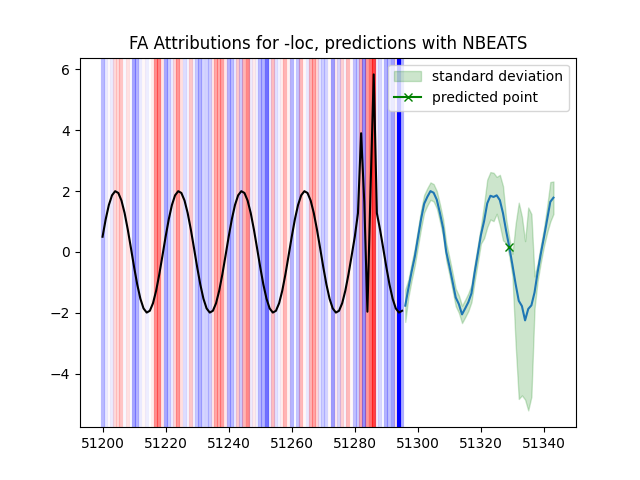 FA Attributions for -loc, predictions with NBEATS
standard deviation
predicted point
6
4
2
0
−2
−4
51200 51220 51240 51260 51280 51300 51320 51340